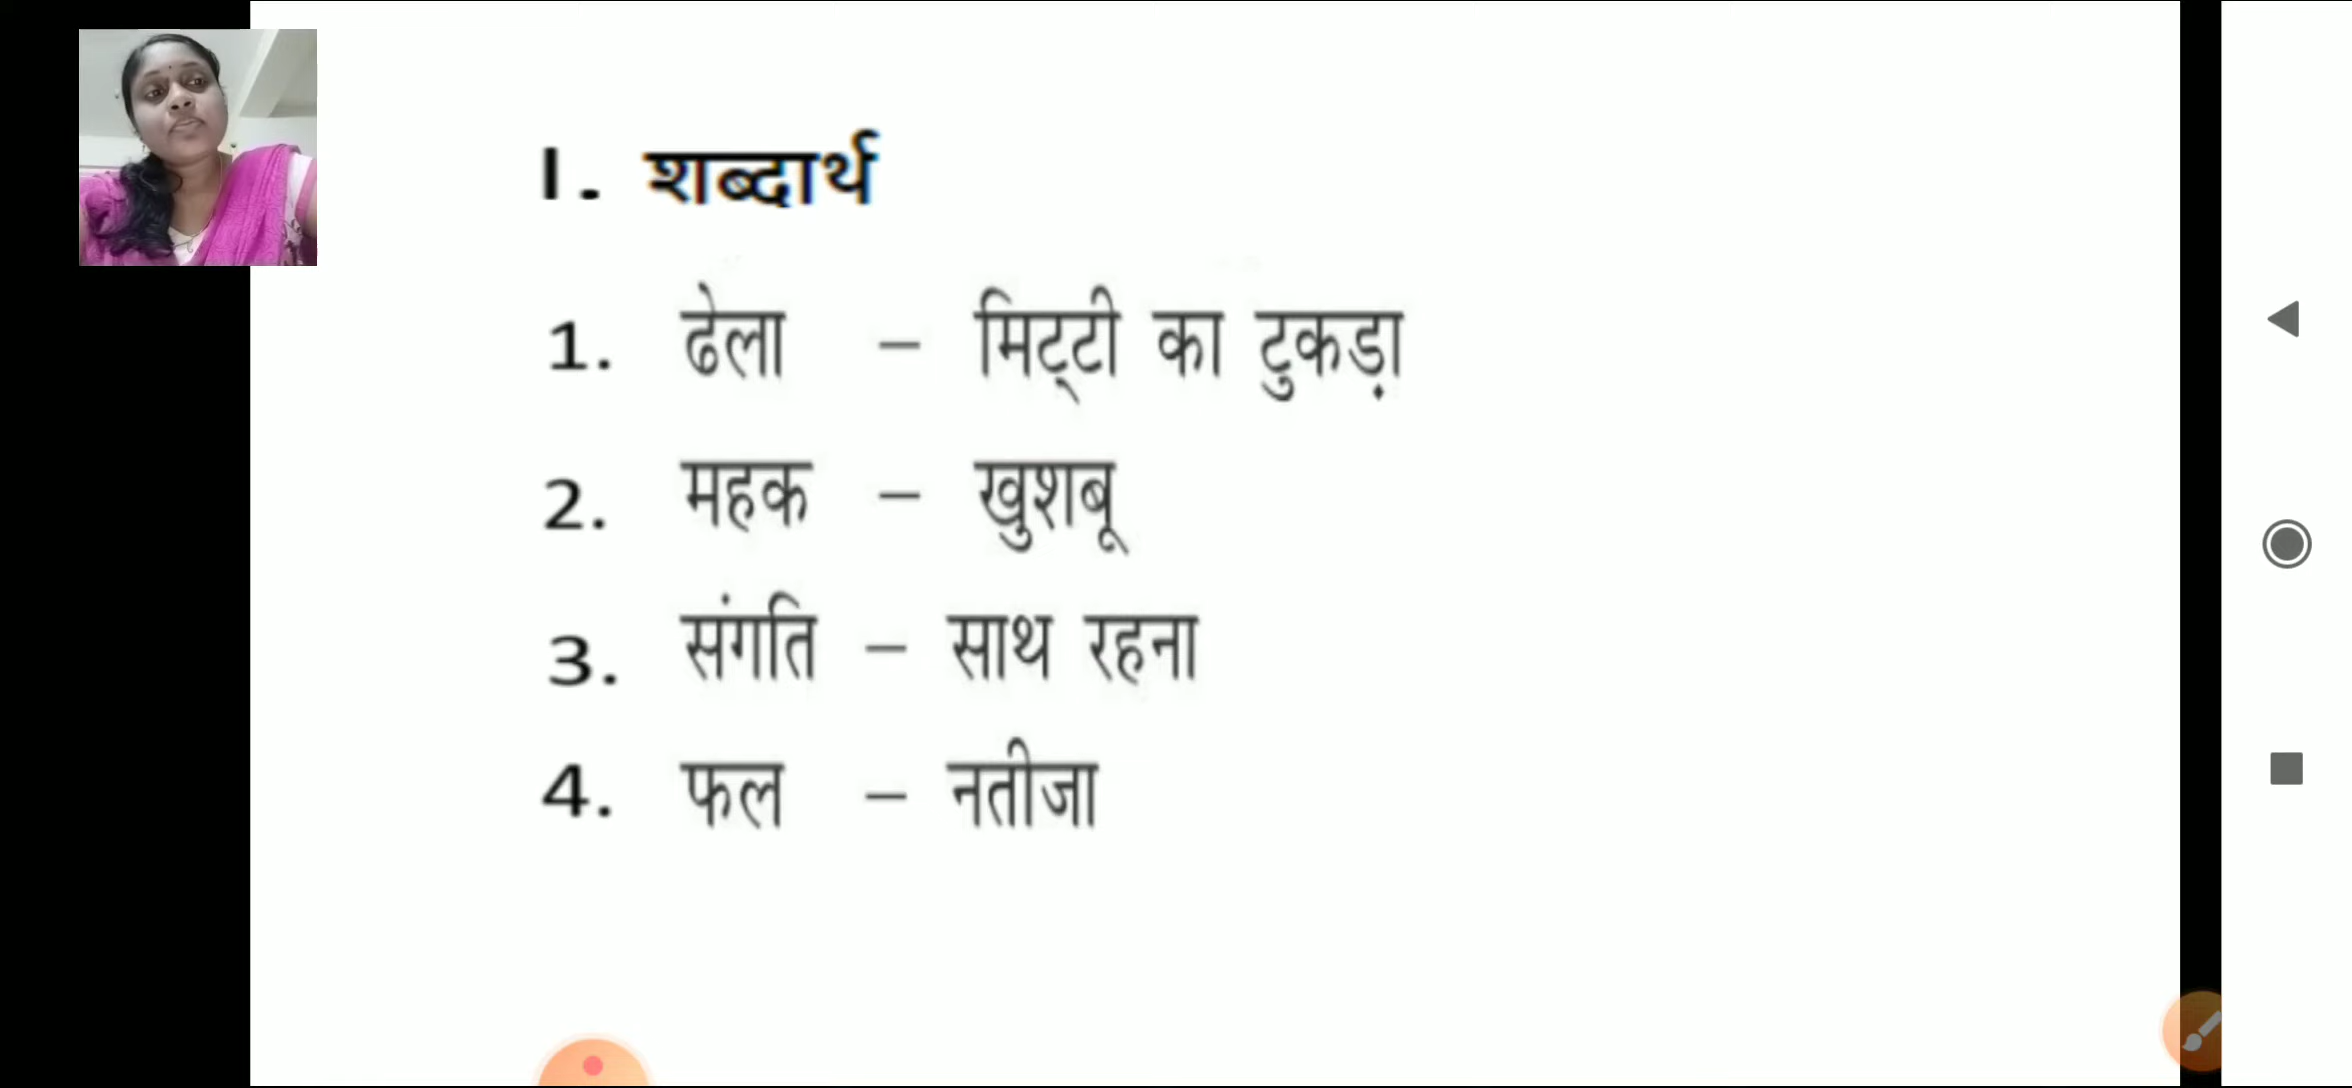 I. शब्दार्थ
1. ढेला – मिट्‌टी का टुकड़ा
2. महक – खुशबू
3. संगति – साथ रहना
4. फल – नतीजा